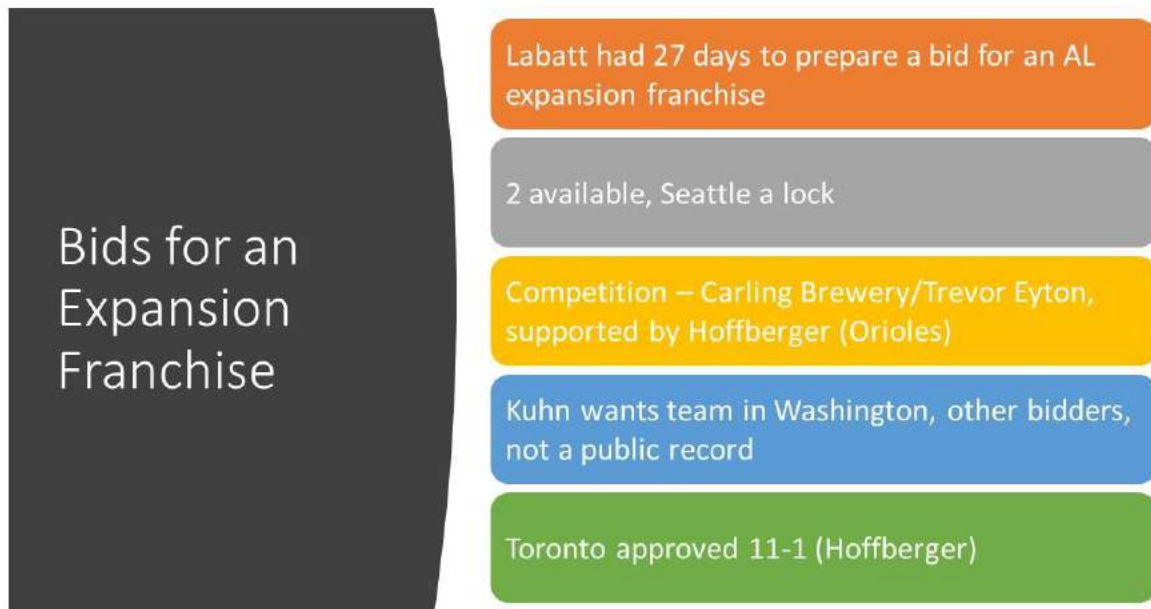 Bids for an
Expansion
Franchise
Labatt had 27 days to prepare a bid for an AL
expansion franchise
2 available, Seattle a lock
Competition – Carling Brewery/Trevor Eyton,
supported by Hoffberger (Orioles)
Kuhn wants team in Washington, other bidders,
not a public record
Toronto approved 11-1 (Hoffberger)